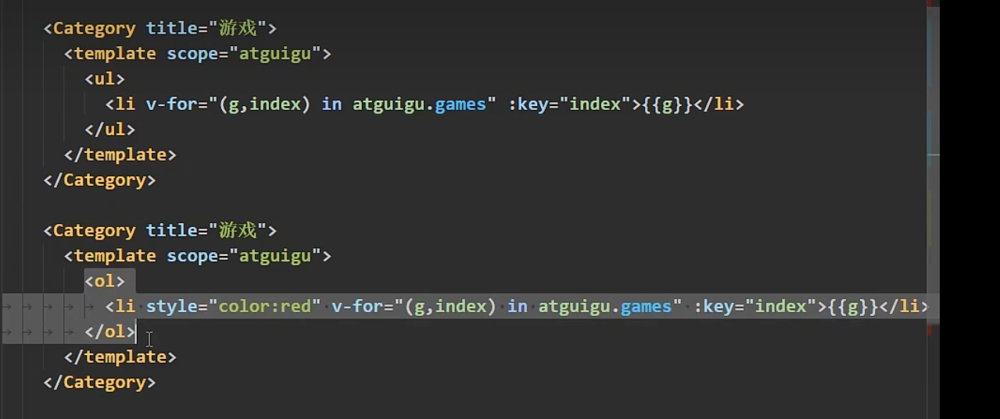 <Category title="游戏">
<template scope="atguigu">
<ul>
<li v-for="(g,index) in atguigu.games" :key="index">{{g}}</li>
</ul>
</template>
</Category>
<Category title="游戏">
<template scope="atguigu">
<ol>
<li style="color:red" v-for="(g,index) in atguigu.games" :key="index">{{g}}</li>
</ol>
</template>
</Category>